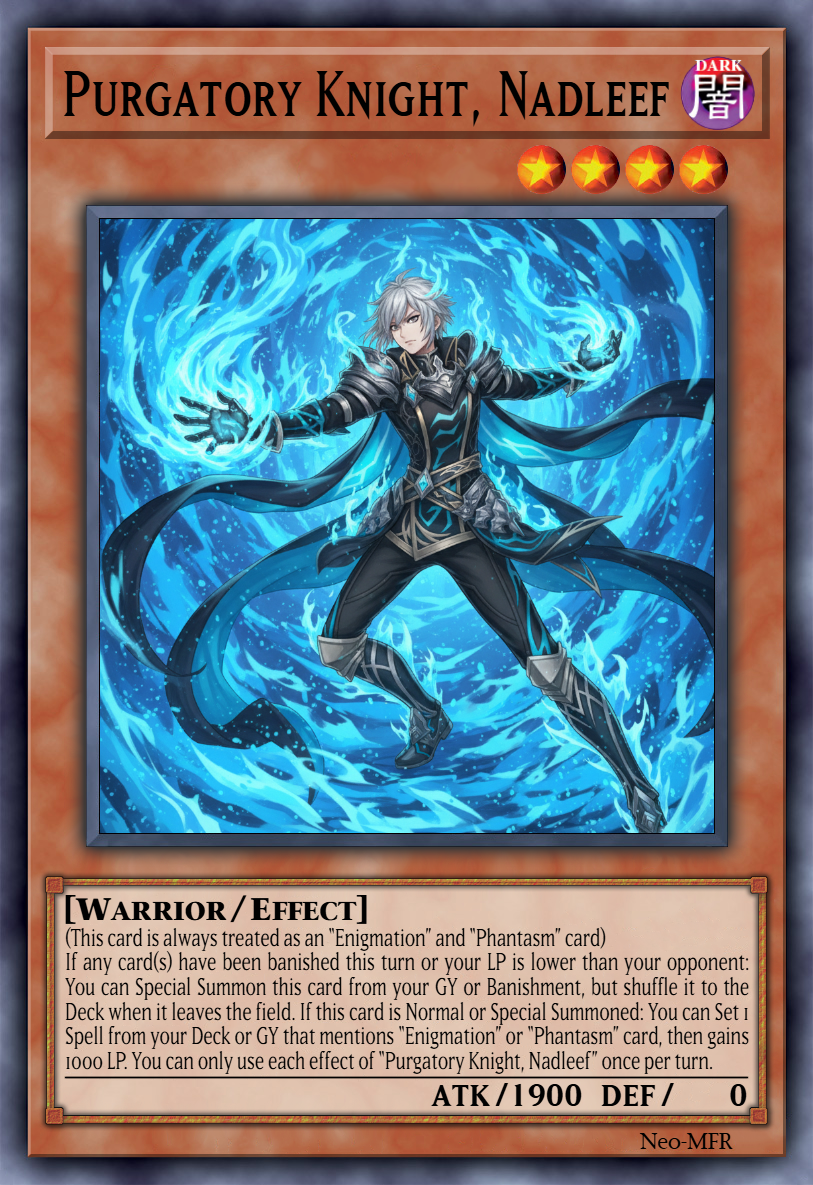 Purgatory Knight, Nadleef
DARK
闇
[Warrior/Effect]
(This card is always treated as an "Enigmation" and "Phantasm" card)
If any card(s) have been banished this turn or your LP is lower than your opponent:
You can Special Summon this card from your GY or Banishment, but shuffle it to the
Deck when it leaves the field. If this card is Normal or Special Summoned: You can Set 1
Spell from your Deck or GY that mentions "Enigmation" or "Phantasm" card, then gains
1000 LP. You can only use each effect of "Purgatory Knight, Nadleef" once per turn.
ATK/1900 DEF/ 0
Neo-MFR